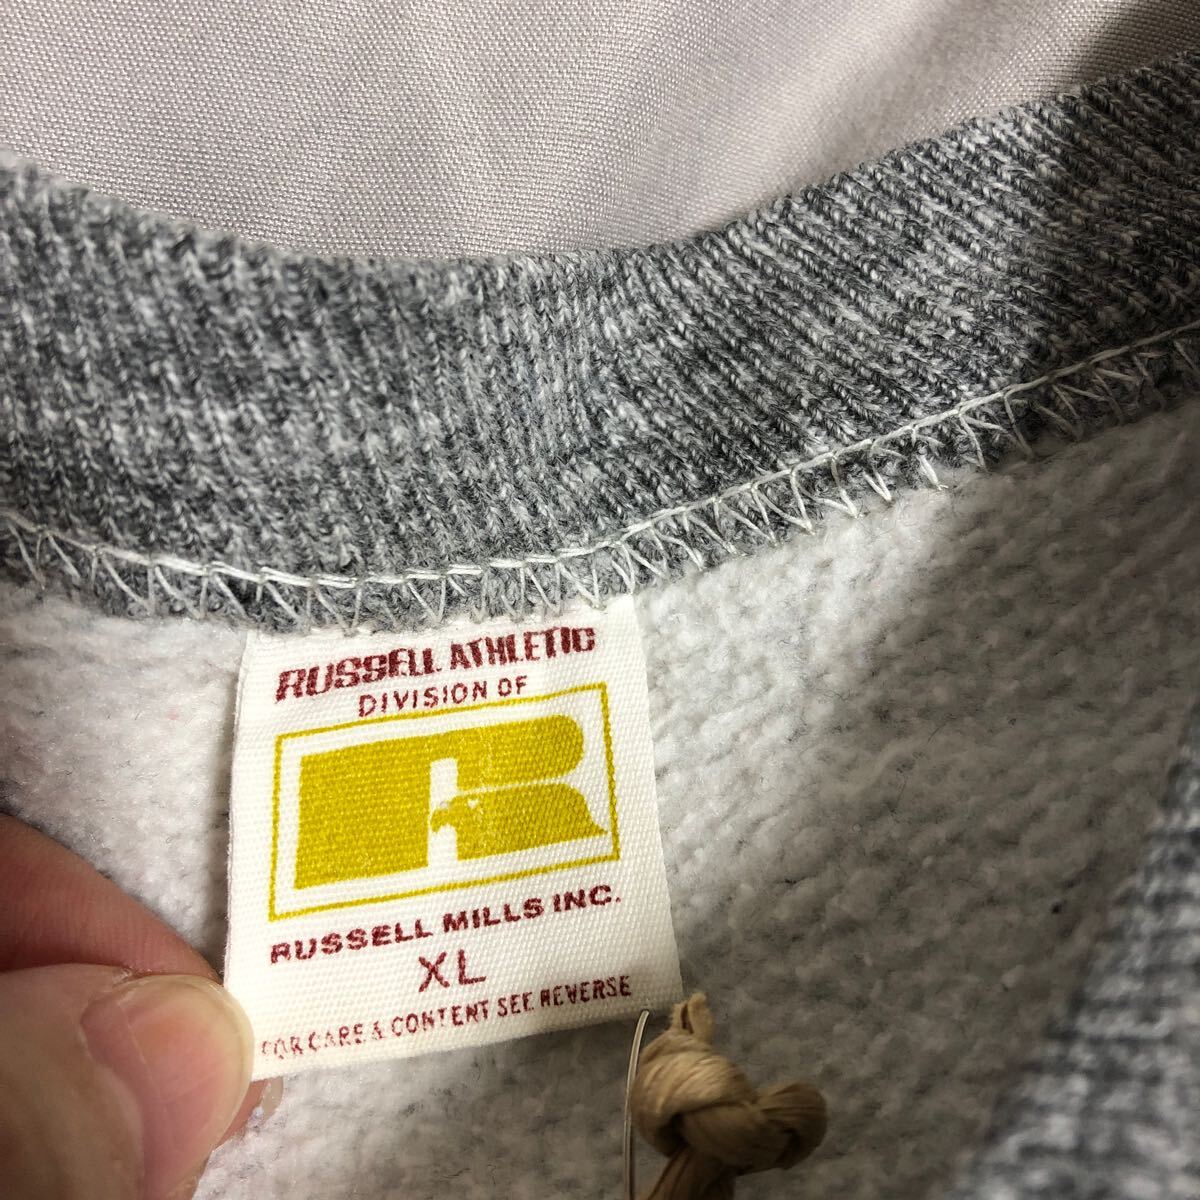 RUSSELL ATHLETIC
DIVISION OF
R
RUSSELL MILLS INC.
XL
FOR CARE & CONTENT SEE REVERSE